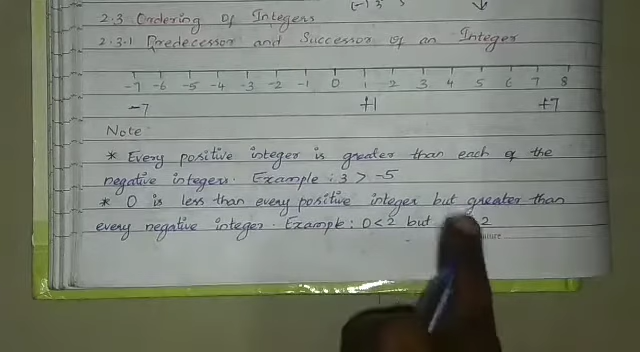 2.3 Ordering Of Integers
2.3.1 Predecessor and Successor of an Integer
-7 -6 -5 -4 -3 -2 -1 0 1 2 3 4 5 6 7 8
-7 +1 +7
Note:
* Every positive integer is greater than each of the
negative integers. Example : 3 > -5
* 0 is less than every positive integer but greater than
every negative integer. Example : 0 < 2 but 2